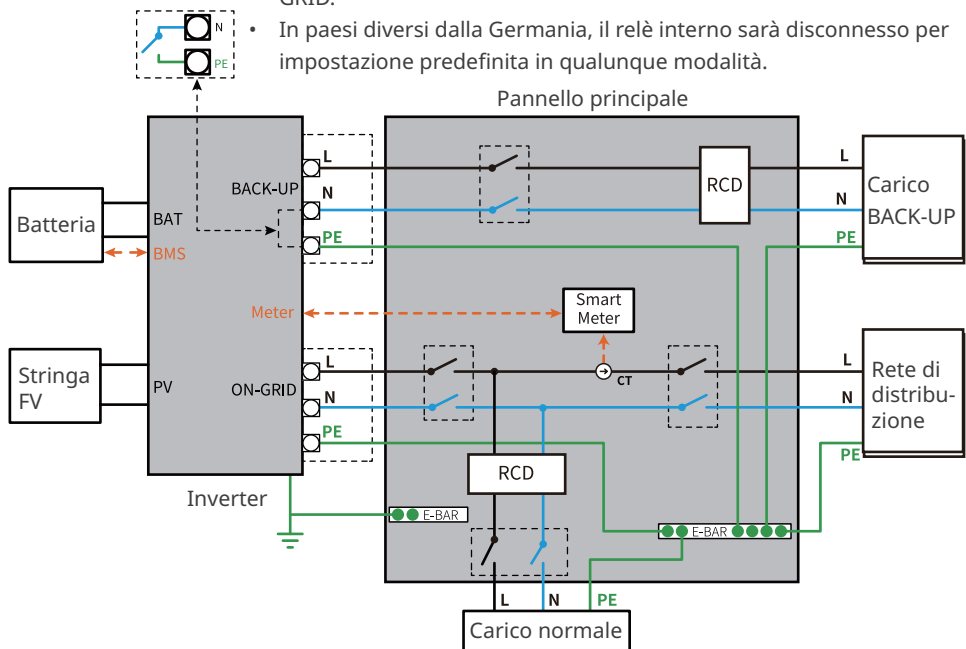 GRID.
N
PE
• In paesi diversi dalla Germania, il relè interno sarà disconnesso per
impostazione predefinita in qualunque modalità.
Pannello principale
L
BACK-UP
N
PE
RCD
L
N
PE
Carico
BACK-UP
Batteria
BAT
BMS
Meter
Smart
Meter
Stringa
FV
PV
ON-GRID
L
N
PE
CT
L
N
PE
Rete di
distribu-
zione
RCD
Inverter
E-BAR
E-BAR
L
N
PE
Carico normale